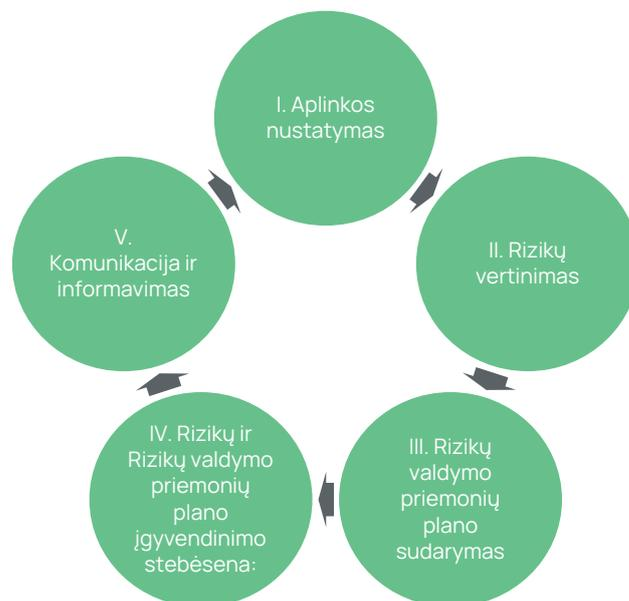 I. Aplinkos
nustatymas
II. Rizikų
vertinimas
III. Rizikų
valdymo
priemonių
plano
sudarymas
IV. Rizikų ir
Rizikų valdymo
priemonių
plano
įgyvendinimo
stebėsena:
V.
Komunikacija ir
informavimas